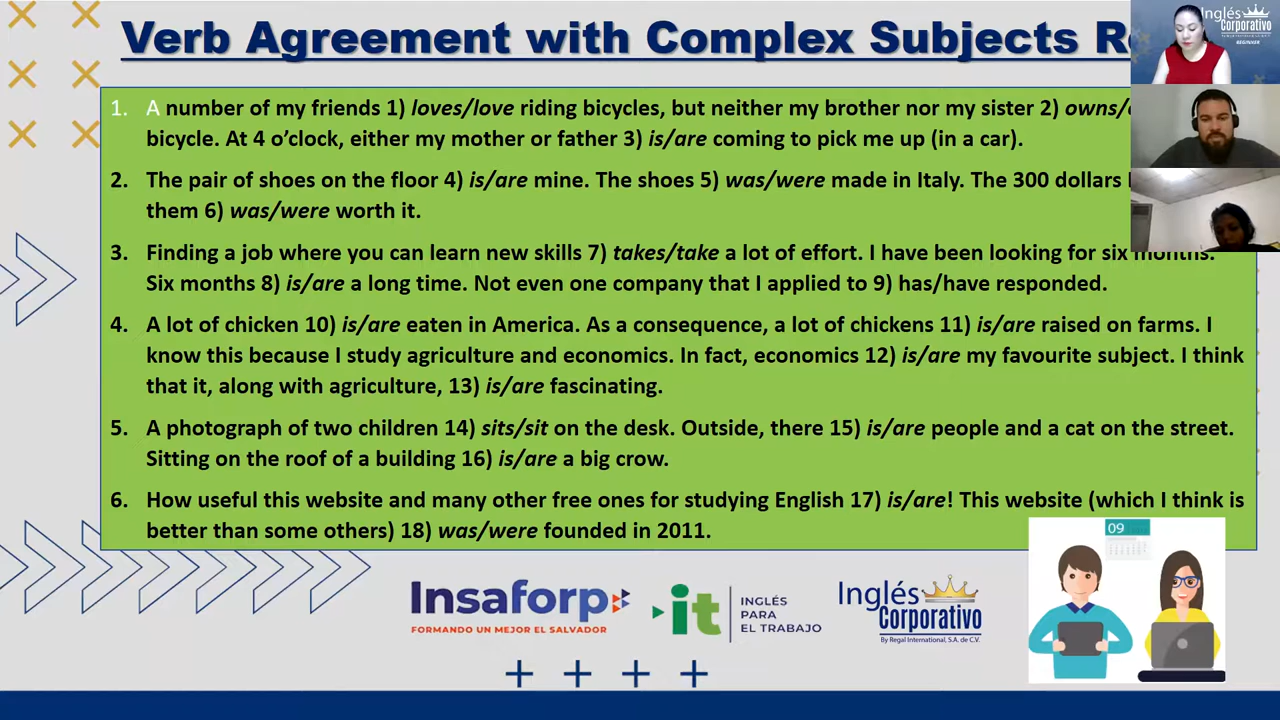 Verb Agreement with Complex Subjects
1. A number of my friends 1) loves/love riding bicycles, but neither my brother nor my sister 2) owns/
bicycle. At 4 o’clock, either my mother or father 3) is/are coming to pick me up (in a car).
2. The pair of shoes on the floor 4) is/are mine. The shoes 5) was/were made in Italy. The 300 dollars
them 6) was/were worth it.
3. Finding a job where you can learn new skills 7) takes/take a lot of effort. I have been looking for six months.
Six months 8) is/are a long time. Not even one company that I applied to 9) has/have responded.
4. A lot of chicken 10) is/are eaten in America. As a consequence, a lot of chickens 11) is/are raised on farms. I
know this because I study agriculture and economics. In fact, economics 12) is/are my favourite subject. I think
that it, along with agriculture, 13) is/are fascinating.
5. A photograph of two children 14) sits/sit on the desk. Outside, there 15) is/are people and a cat on the street.
Sitting on the roof of a building 16) is/are a big crow.
6. How useful this website and many other free ones for studying English 17) is/are! This website (which I think is
better than some others) 18) was/were founded in 2011.
Inglés
Corporativo
BEGINNER
09
Insaforp
FORMANDO UN MEJOR EL SALVADOR
it
INGLÉS
PARA
EL TRABAJO
Inglés
Corporativo
By Regal International, S.A. de C.V.